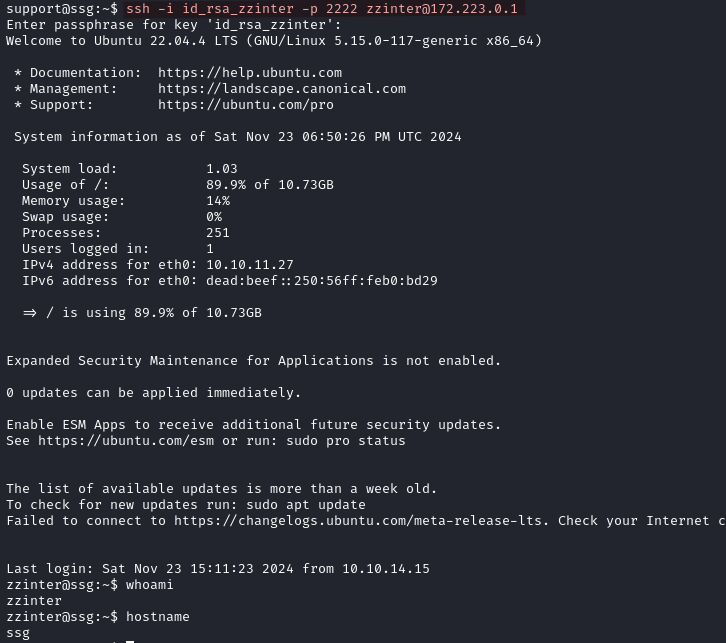 support@ssg:~$ ssh -i id_rsa_zzinter -p 2222 zzinter@172.223.0.1
Enter passphrase for key 'id_rsa_zzinter':
Welcome to Ubuntu 22.04.4 LTS (GNU/Linux 5.15.0-117-generic x86_64)
* Documentation:  https://help.ubuntu.com
* Management:     https://landscape.canonical.com
* Support:        https://ubuntu.com/pro
System information as of Sat Nov 23 06:50:26 PM UTC 2024
System load:           1.03
Usage of /:            89.9% of 10.73GB
Memory usage:          14%
Swap usage:            0%
Processes:             251
Users logged in:       1
IPv4 address for eth0: 10.10.11.27
IPv6 address for eth0: dead:beef::250:56ff:feb0:bd29
=> / is using 89.9% of 10.73GB
Expanded Security Maintenance for Applications is not enabled.
0 updates can be applied immediately.
Enable ESM Apps to receive additional future security updates.
See https://ubuntu.com/esm or run: sudo pro status
The list of available updates is more than a week old.
To check for new updates run: sudo apt update
Failed to connect to https://changelogs.ubuntu.com/meta-release-lts. Check your Internet c
Last login: Sat Nov 23 15:11:23 2024 from 10.10.14.15
zzinter@ssg:~$ whoami
zzinter
zzinter@ssg:~$ hostname
ssg